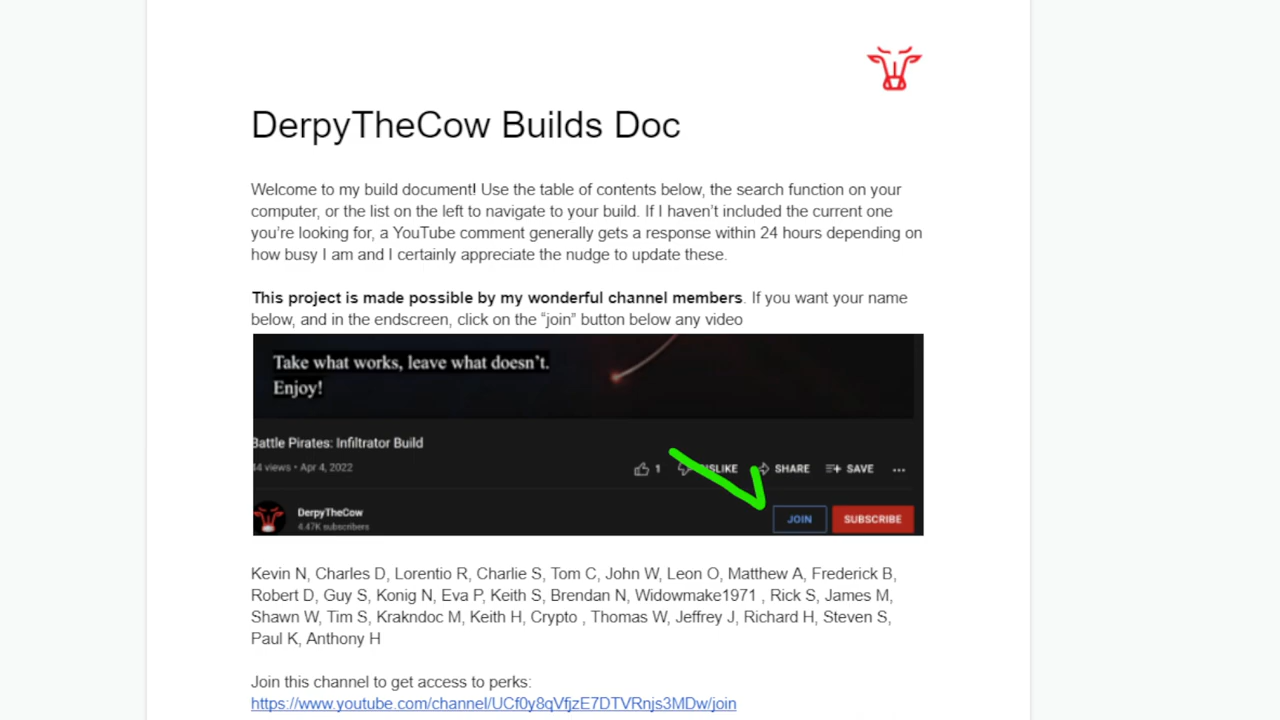 DerpyTheCow Builds Doc
Welcome to my build document! Use the table of contents below, the search function on your
computer, or the list on the left to navigate to your build. If I haven’t included the current one
you’re looking for, a YouTube comment generally gets a response within 24 hours depending on
how busy I am and I certainly appreciate the nudge to update these.
This project is made possible by my wonderful channel members. If you want your name
below, and in the endscreen, click on the “join” button below any video
Take what works, leave what doesn’t.
Enjoy!
Battle Pirates: Infiltrator Build
44 views • Apr 4, 2022
1 DISLIKE SHARE SAVE ...
DerpyTheCow
4.47K subscribers
JOIN SUBSCRIBE
Kevin N, Charles D, Lorentio R, Charlie S, Tom C, John W, Leon O, Matthew A, Frederick B,
Robert D, Guy S, Konig N, Eva P, Keith S, Brendan N, Widowmake1971 , Rick S, James M,
Shawn W, Tim S, Krakndoc M, Keith H, Crypto , Thomas W, Jeffrey J, Richard H, Steven S,
Paul K, Anthony H
Join this channel to get access to perks:
https://www.youtube.com/channel/UCf0y8qVfjzE7DTVRnjs3MDw/join